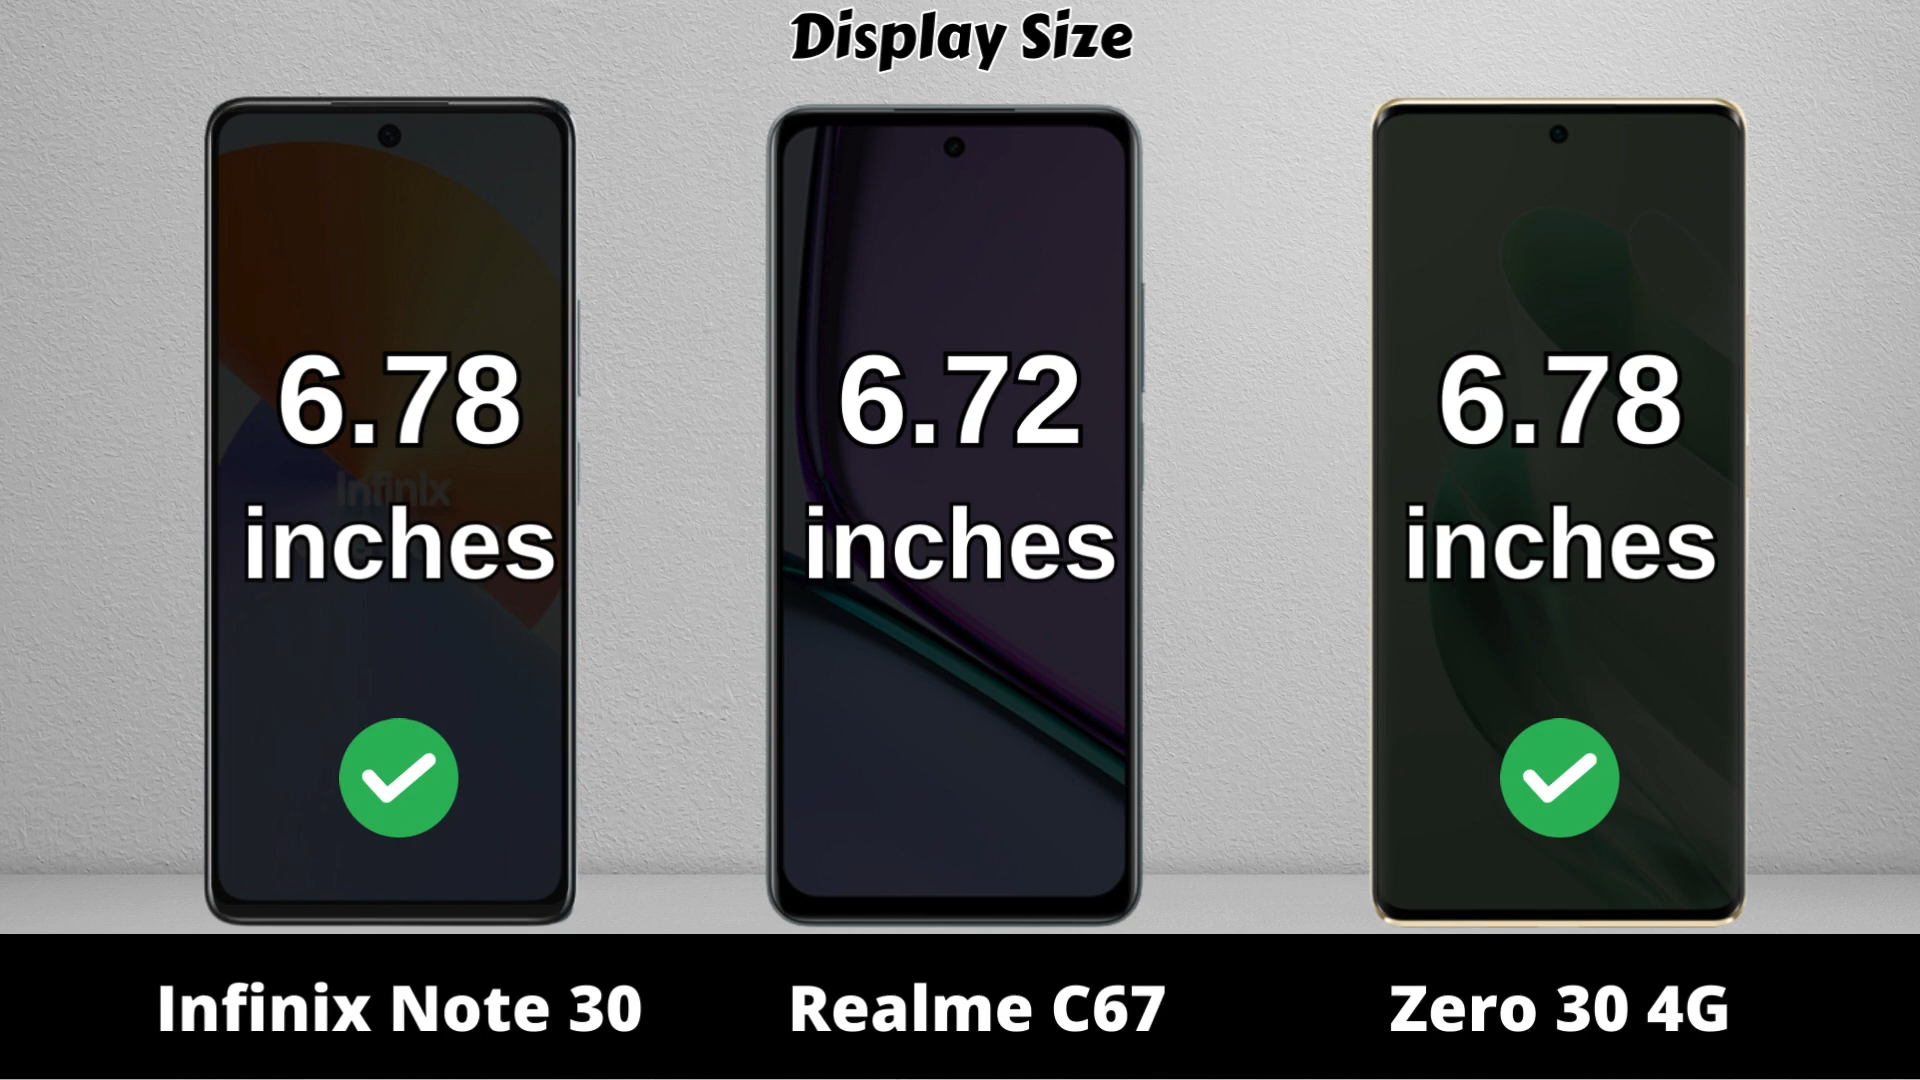 Display Size
6.78
inches
6.72
inches
6.78
inches
Infinix
Infinix Note 30
Realme C67
Zero 30 4G